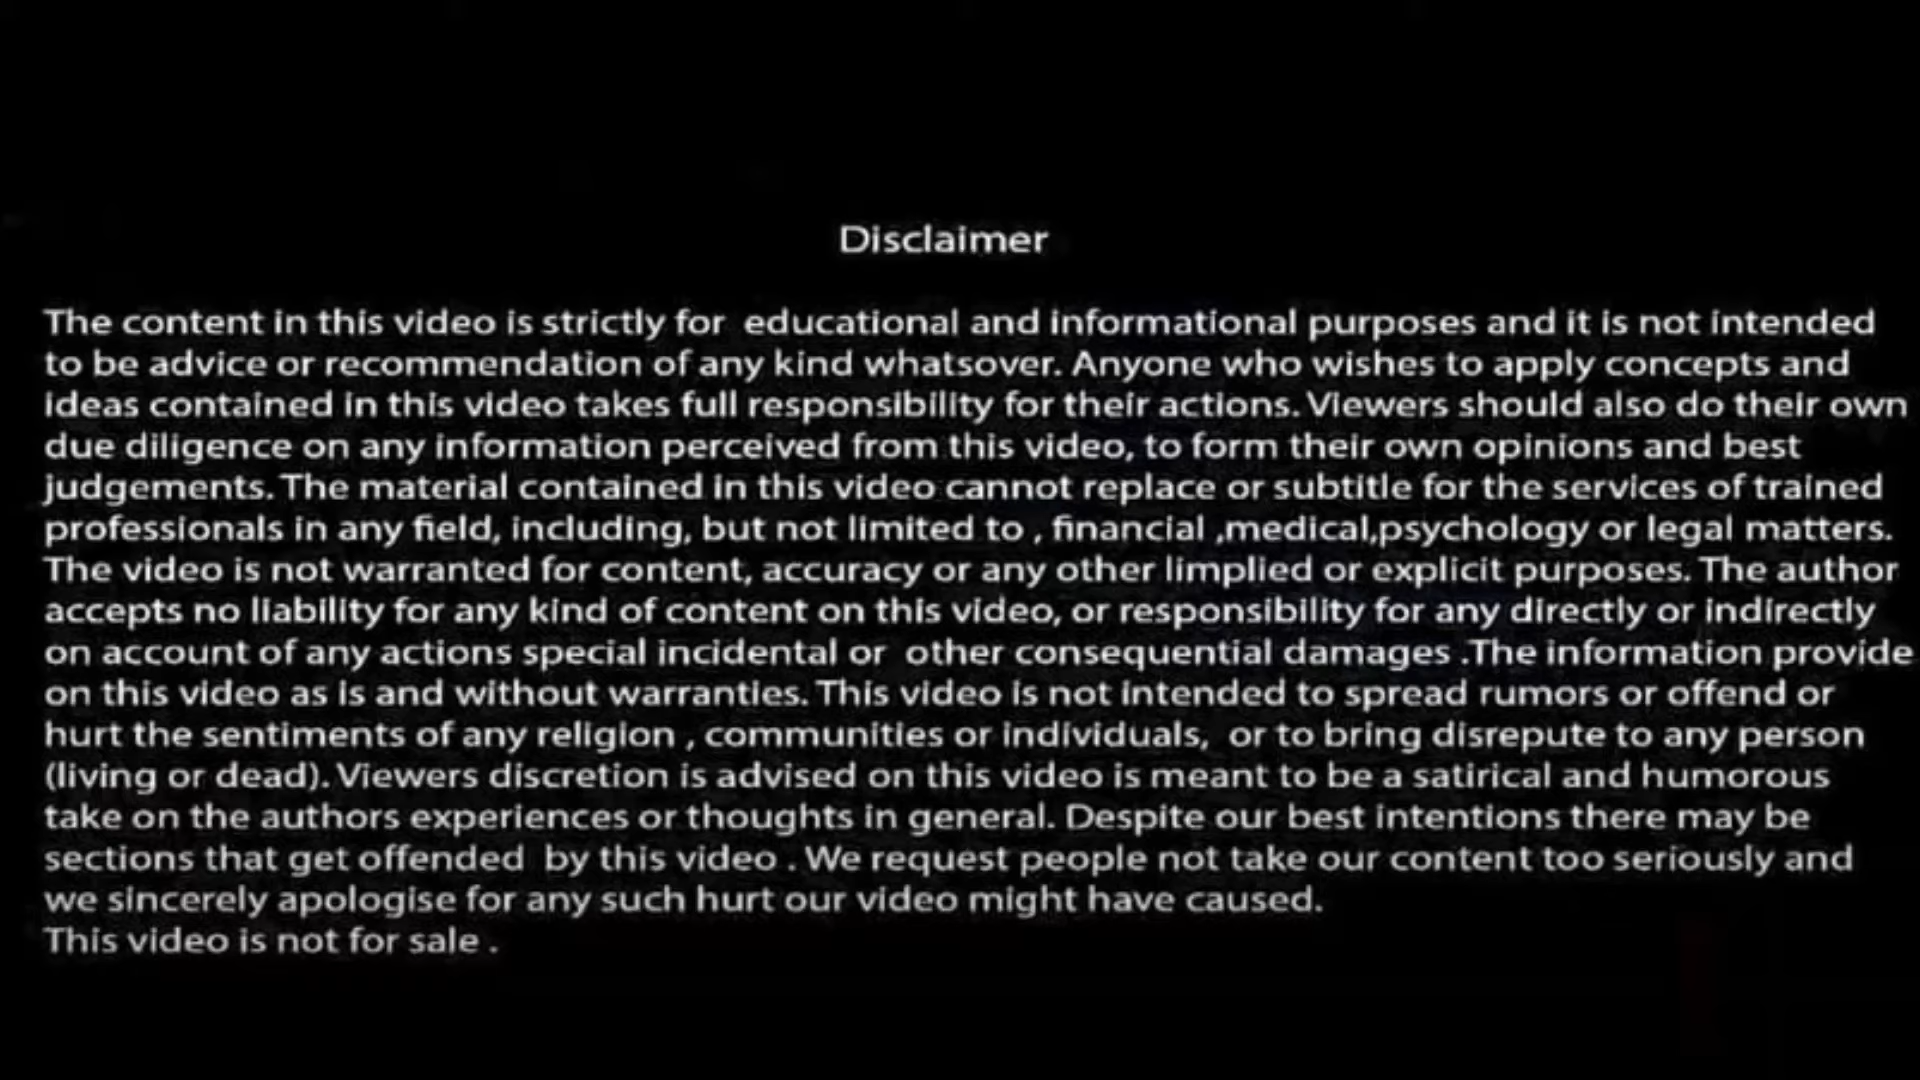 Disclaimer
The content in this video is strictly for educational and informational purposes and it is not intended
to be advice or recommendation of any kind whatsover. Anyone who wishes to apply concepts and
ideas contained in this video takes full responsibility for their actions. Viewers should also do their own
due diligence on any information perceived from this video, to form their own opinions and best
judgements. The material contained in this video cannot replace or subtitle for the services of trained
professionals in any field, including, but not limited to , financial ,medical,psychology or legal matters.
The video is not warranted for content, accuracy or any other limplied or explicit purposes. The author
accepts no liability for any kind of content on this video, or responsibility for any directly or indirectly
on account of any actions special incidental or other consequential damages .The information provide
on this video as is and without warranties. This video is not intended to spread rumors or offend or
hurt the sentiments of any religion , communities or individuals, or to bring disrepute to any person
(living or dead). Viewers discretion is advised on this video is meant to be a satirical and humorous
take on the authors experiences or thoughts in general. Despite our best intentions there may be
sections that get offended by this video . We request people not take our content too seriously and
we sincerely apologise for any such hurt our video might have caused.
This video is not for sale .